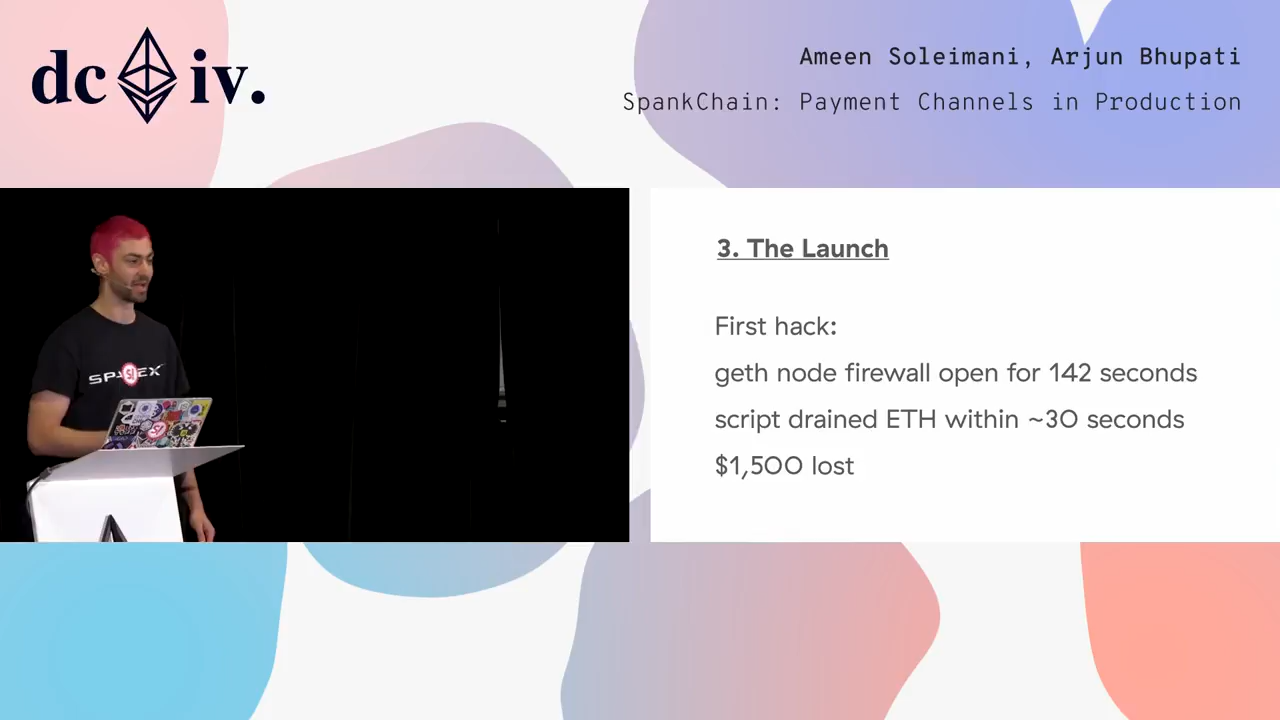 dc iv.
Ameen Soleimani, Arjun Bhupati
SpankChain: Payment Channels in Production
3. The Launch
First hack:
geth node firewall open for 142 seconds
script drained ETH within ~30 seconds
$1,500 lost